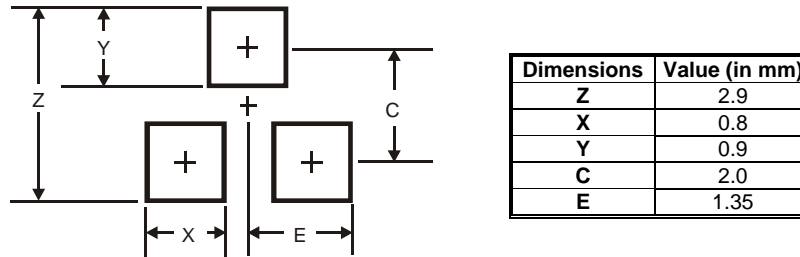 Y
Z
C
X
E
Dimensions Value (in mm)
Z 2.9
X 0.8
Y 0.9
C 2.0
E 1.35